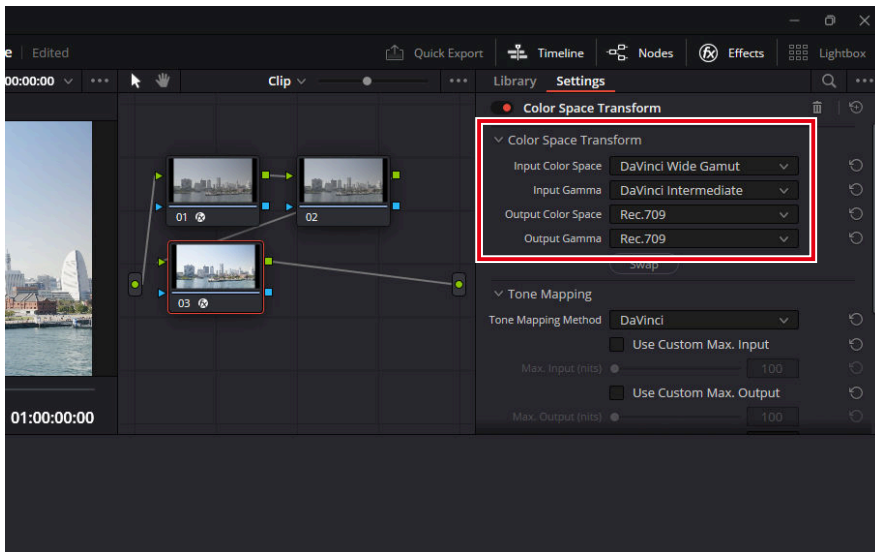 e Edited Quick Export Timeline Nodes fx Effects Lightbox
00:00:00 Clip Library Settings
Color Space Transform
Color Space Transform
Input Color Space DaVinci Wide Gamut
Input Gamma DaVinci Intermediate
Output Color Space Rec.709
Output Gamma Rec.709
Swap
01
02
03
Tone Mapping
Tone Mapping Method DaVinci
Use Custom Max. Input
Max. Input (nits) 100
Use Custom Max. Output
Max. Output (nits) 100
01:00:00:00